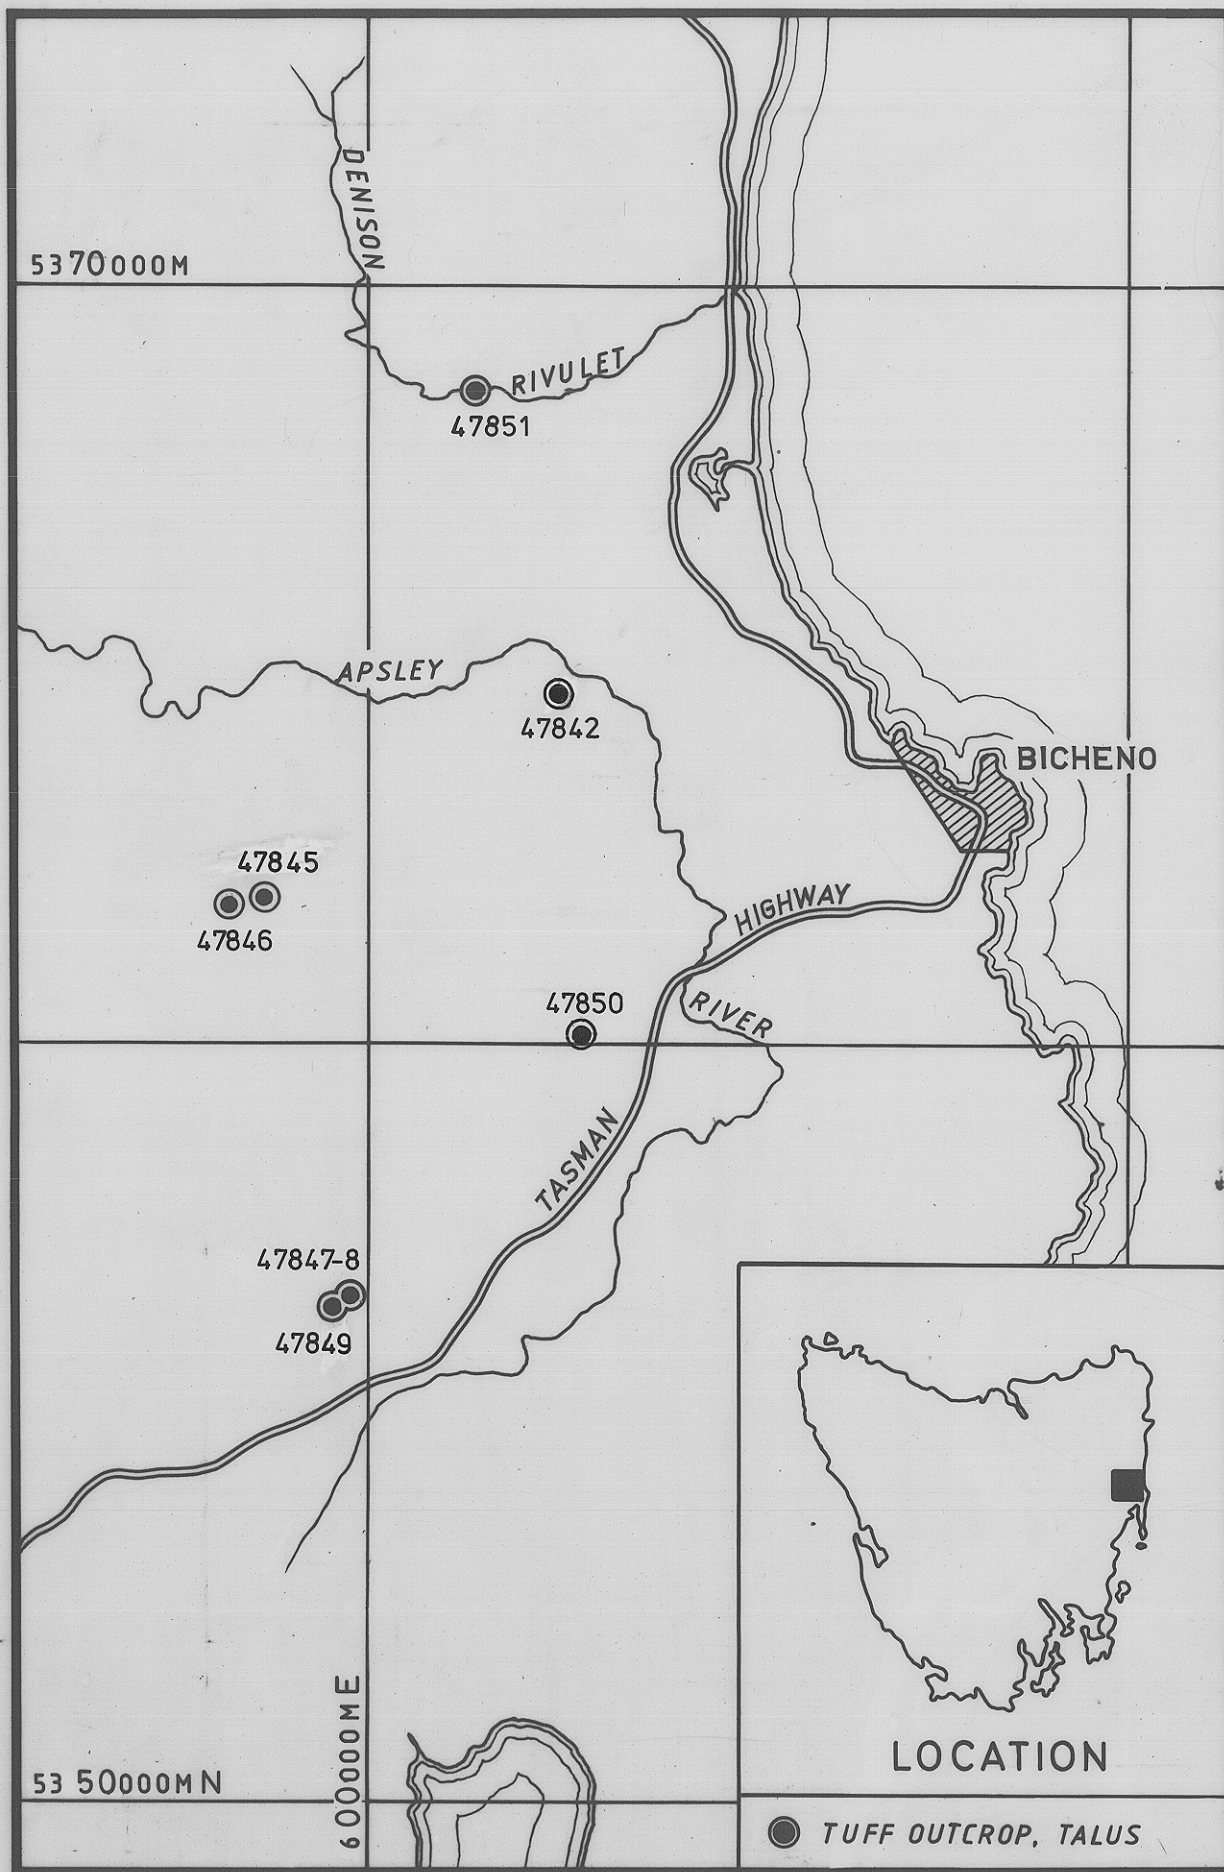 DENISON
5370000M
RIVULET
47851
APSLEY
47842
BICHENO
47845
47846
HIGHWAY
47850
RIVER
TASMAN
47847-8
47849
600000ME
5350000MN
LOCATION
TUFF OUTCROP, TALUS